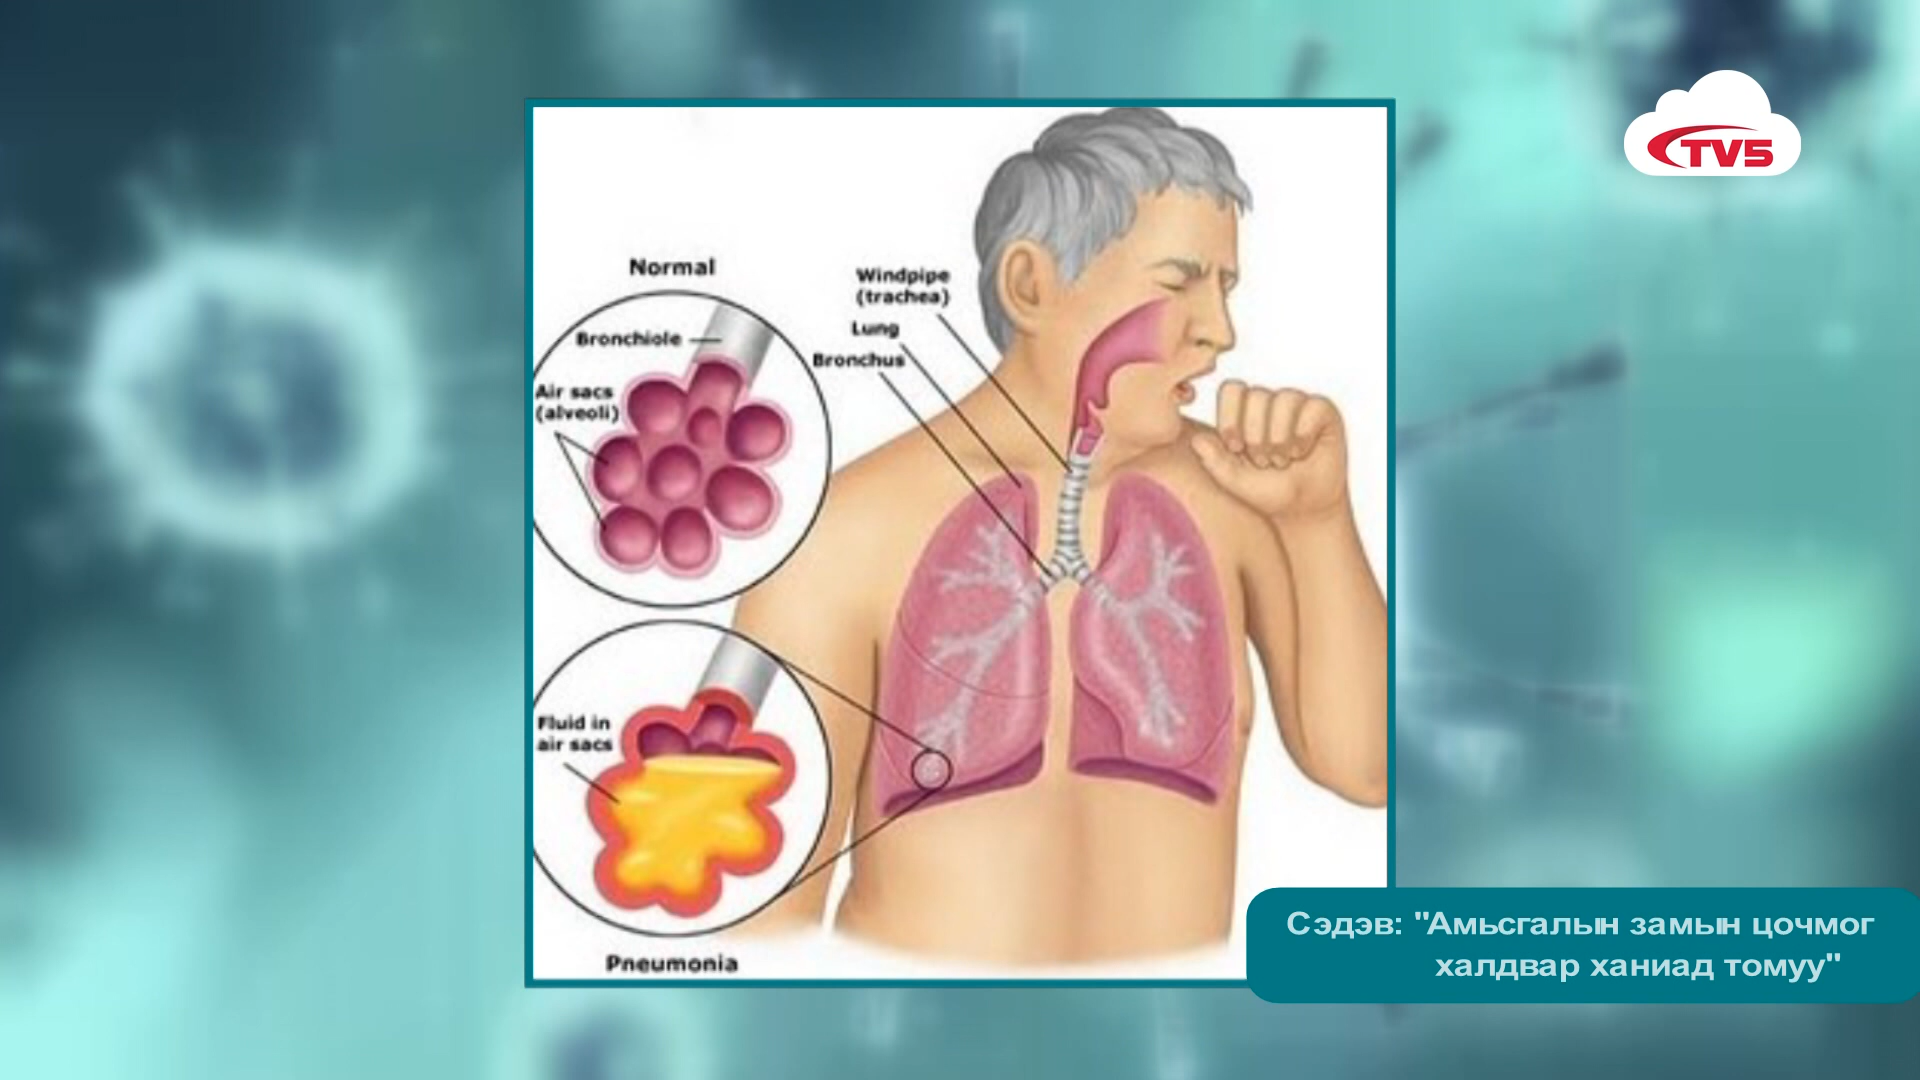 TV5
Normal
Bronchiole
Air sacs
(alveoli)
Windpipe
(trachea)
Lung
Bronchus
Fluid in
air sacs
Pneumonia
Сэдэв: "Амьсгалын замын цочмог
халдвар ханиад томуу"